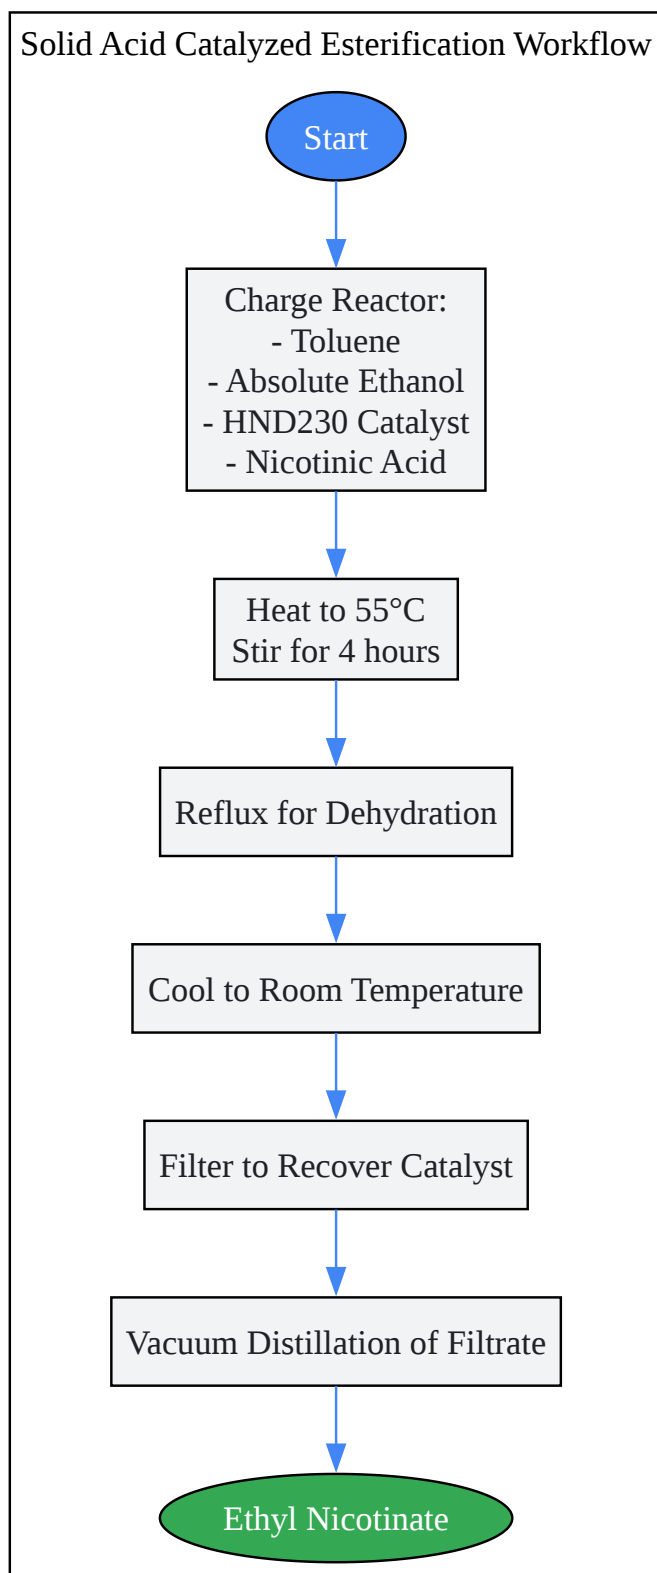 Solid Acid Catalyzed Esterification Workflow
Start
Charge Reactor:
- Toluene
- Absolute Ethanol
- HND230 Catalyst
- Nicotinic Acid
Heat to 55°C
Stir for 4 hours
Reflux for Dehydration
Cool to Room Temperature
Filter to Recover Catalyst
Vacuum Distillation of Filtrate
Ethyl Nicotinate